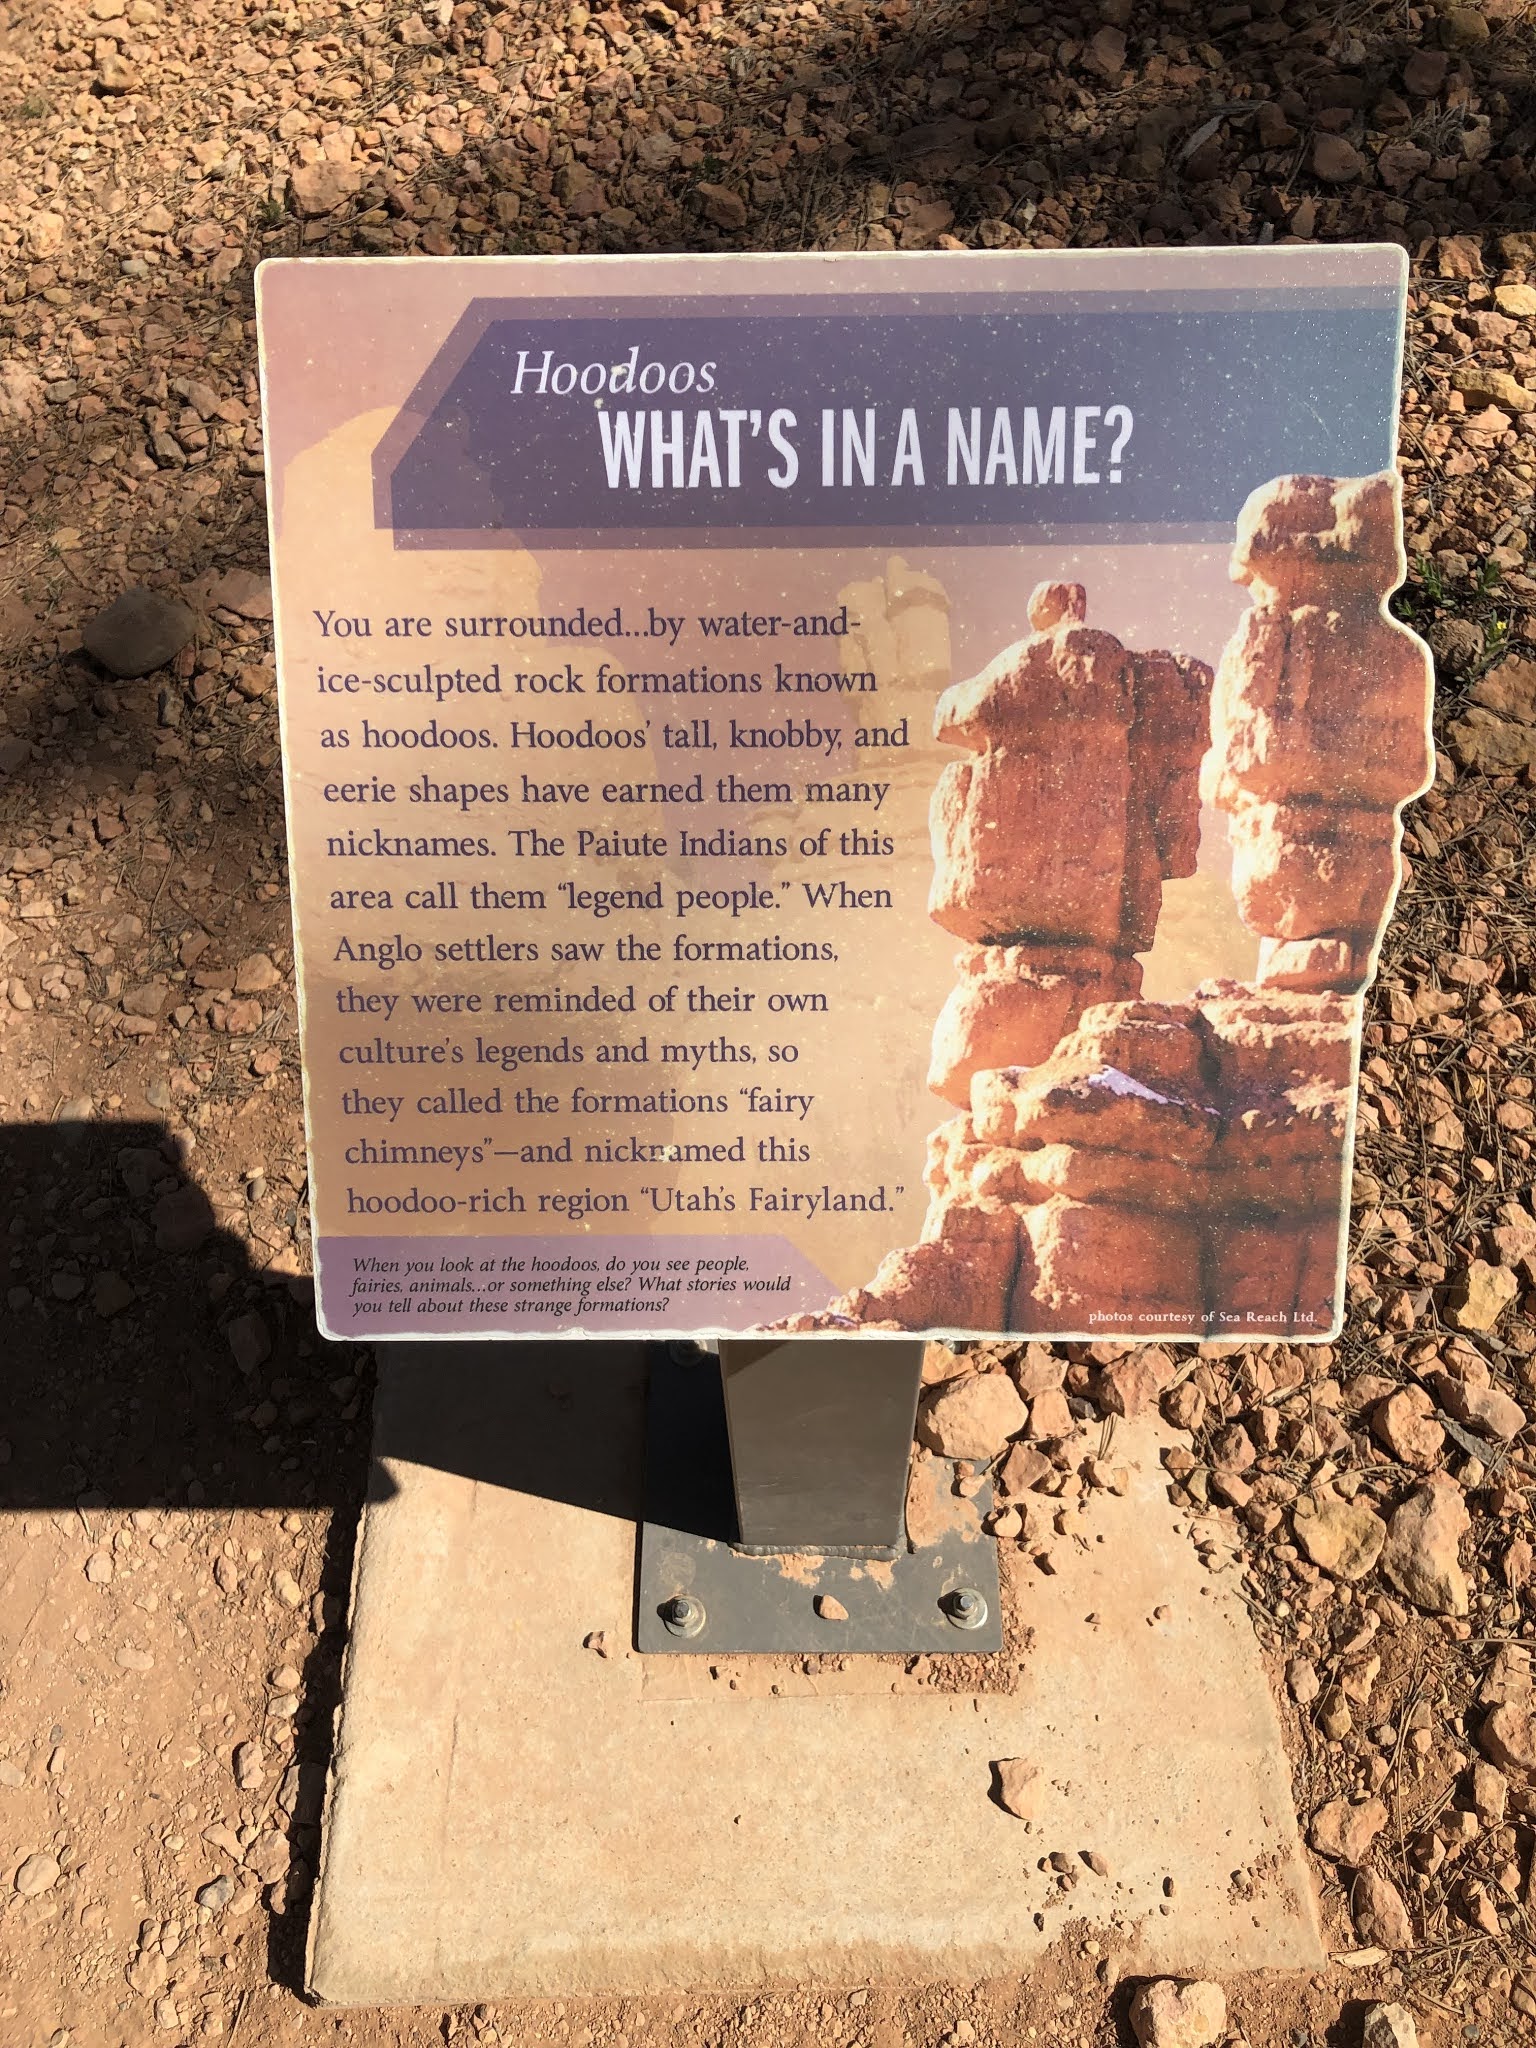 Hoodoos
WHAT'S IN A NAME?
You are surrounded...by water-and-
ice-sculpted rock formations known
as hoodoos. Hoodoos' tall, knobby, and
eerie shapes have earned them many
nicknames. The Paiute Indians of this
area call them “legend people.” When
Anglo settlers saw the formations,
they were reminded of their own
culture's legends and myths, so
they called the formations “fairy
chimneys”—and nicknamed this
hoodoo-rich region “Utah's Fairyland.”
When you look at the hoodoos, do you see people,
fairies, animals...or something else? What stories would
you tell about these strange formations?
photos courtesy of Sea Reach Ltd.